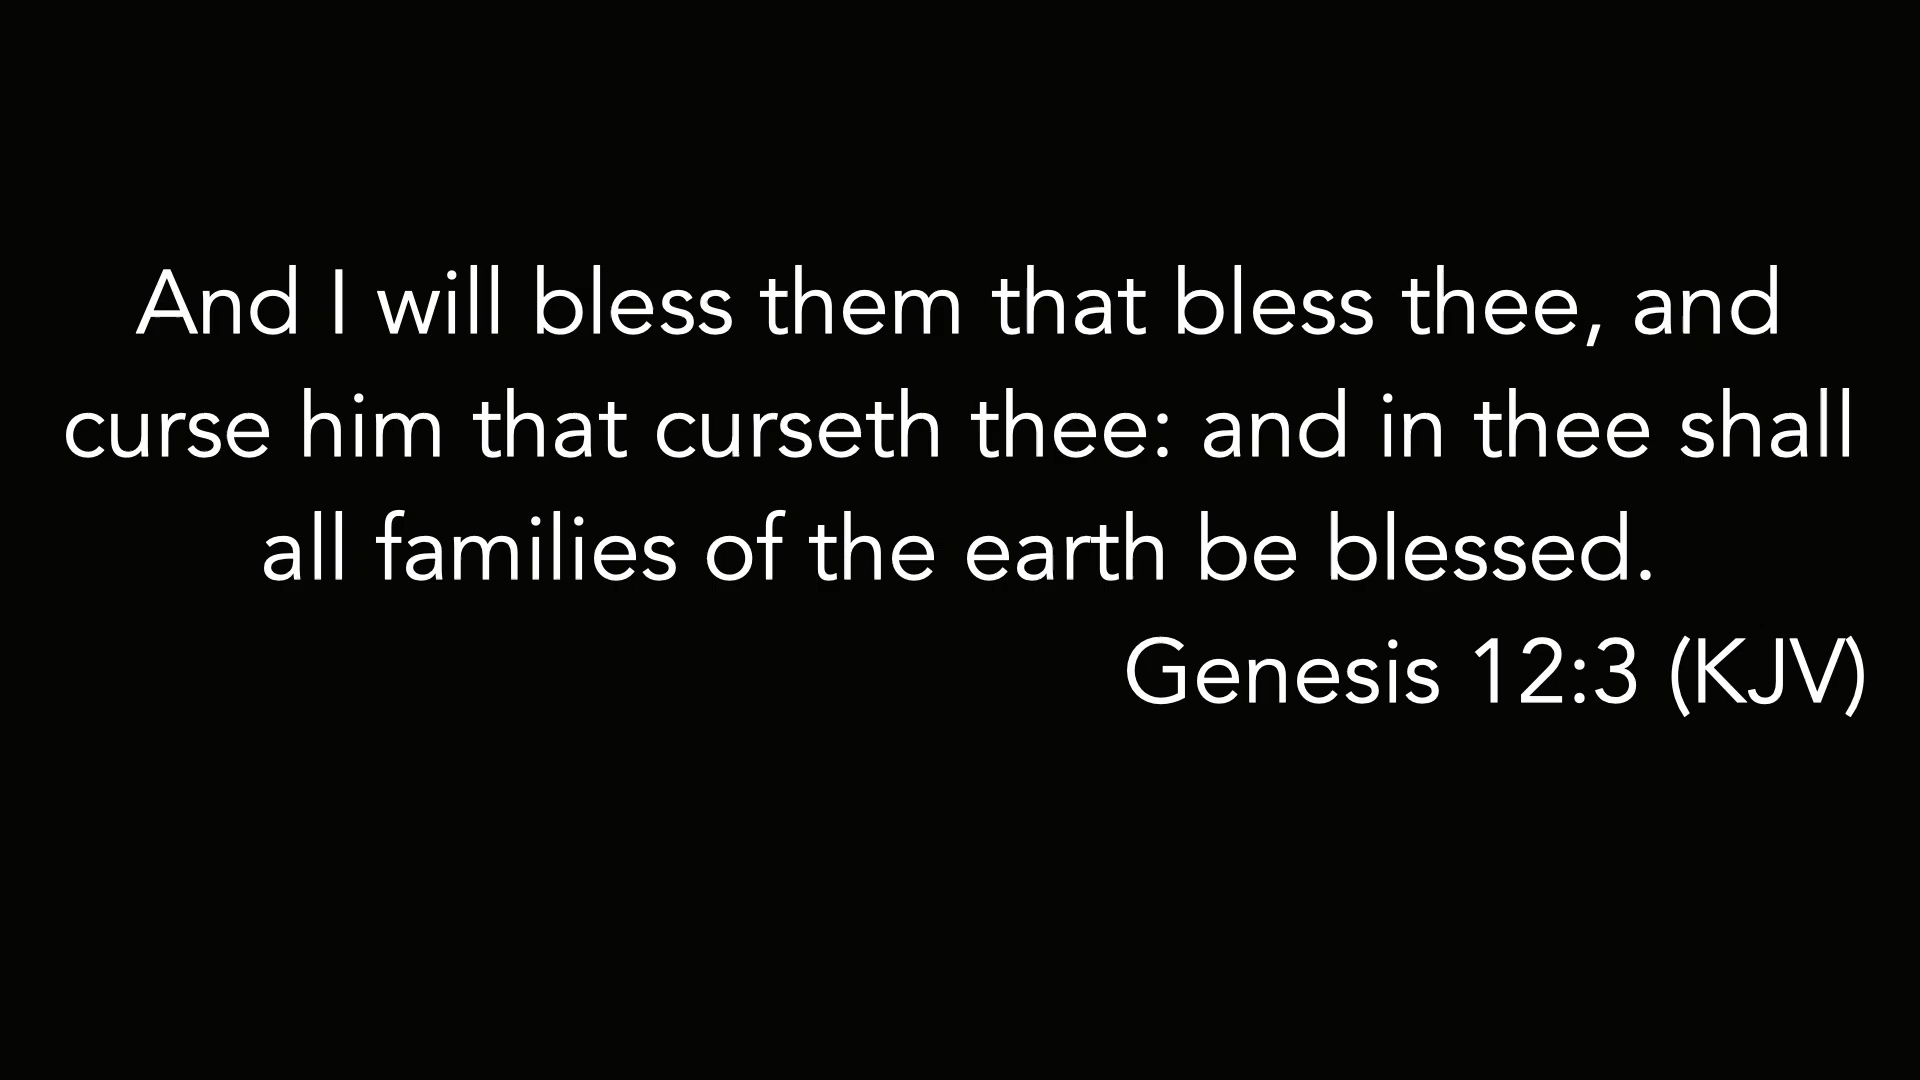 And I will bless them that bless thee, and
curse him that curseth thee: and in thee shall
all families of the earth be blessed.
Genesis 12:3 (KJV)